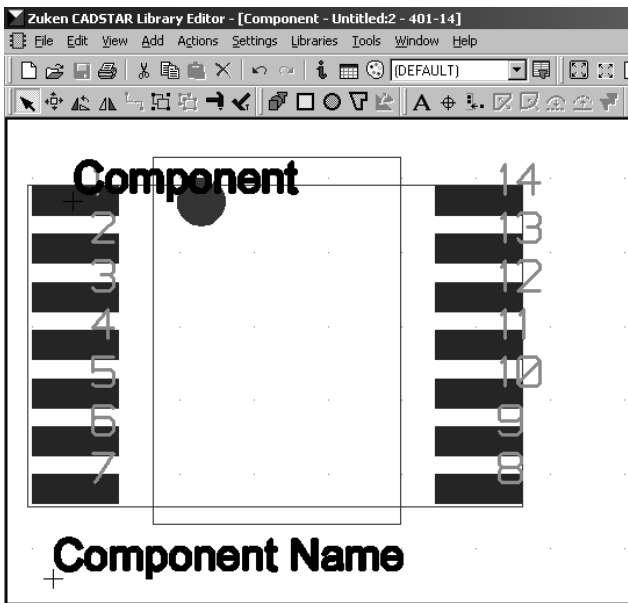 Zuken CADSTAR Library Editor - [Component - Untitled:2 - 401-14]
File Edit View Add Actions Settings Libraries Tools Window Help
(DEFAULT)
A
Component
14
2 13
3 12
4 11
5 10
6 9
7 8
Component Name